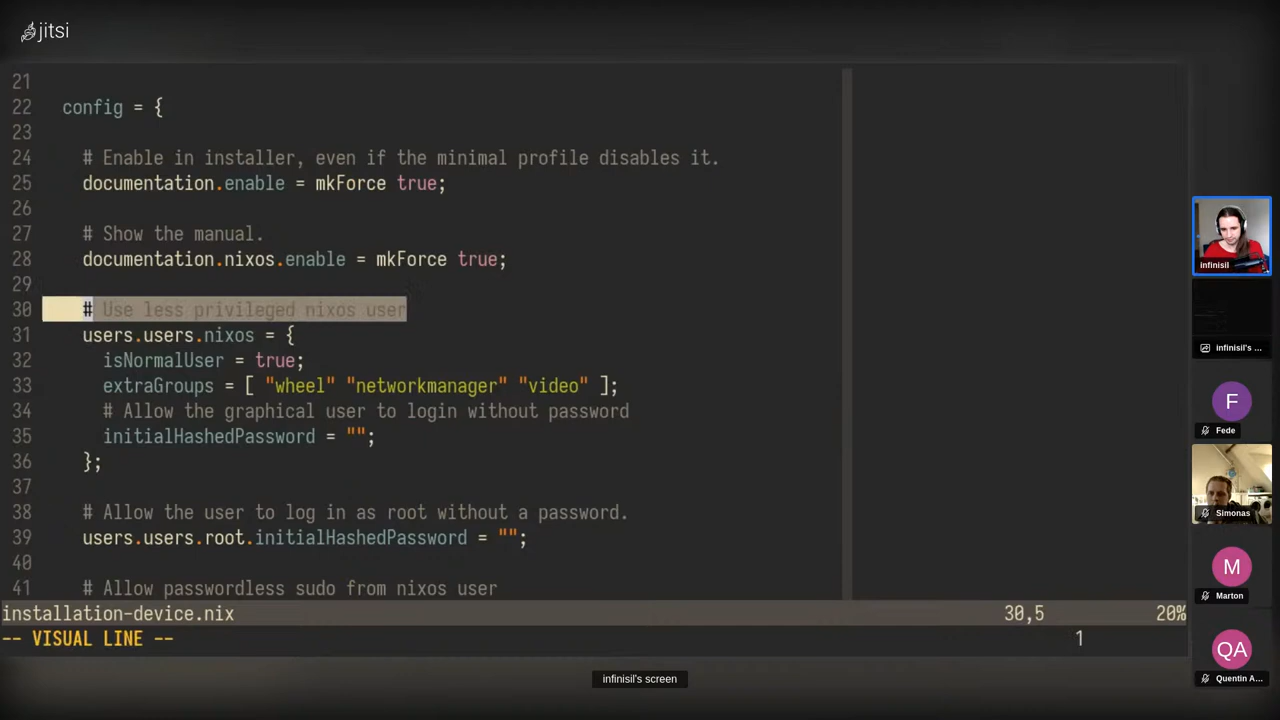 jitsi
21
22 config = {
23
24 # Enable in installer, even if the minimal profile disables it.
25 documentation.enable = mkForce true;
26
27 # Show the manual.
28 documentation.nixos.enable = mkForce true;
29
30 # Use less privileged nixos user
31 users.users.nixos = {
32 isNormalUser = true;
33 extraGroups = [ "wheel" "networkmanager" "video" ];
34 # Allow the graphical user to login without password
35 initialHashedPassword = "";
36 };
37
38 # Allow the user to log in as root without a password.
39 users.users.root.initialHashedPassword = "";
40
41 # Allow passwordless sudo from nixos user
installation-device.nix 30,5 20%
-- VISUAL LINE -- 1
infinisil's screen
infinisil
infinisil's ...
F
Fede
Simonas
M
Marton
QA
Quentin A...